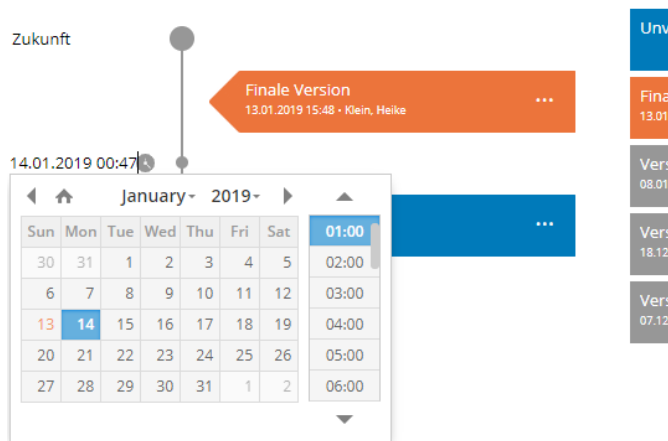 Zukunft
Finale Version
13.01.2019 15:48 • Klein, Heike
...
14.01.2019 00:47
January 2019
Sun Mon Tue Wed Thu Fri Sat
30 31 1 2 3 4 5
6 7 8 9 10 11 12
13 14 15 16 17 18 19
20 21 22 23 24 25 26
27 28 29 30 31 1 2
01:00
02:00
03:00
04:00
05:00
06:00
...
Unv
Fina
13.01
Vers
08.01
Vers
18.12
Vers
07.12